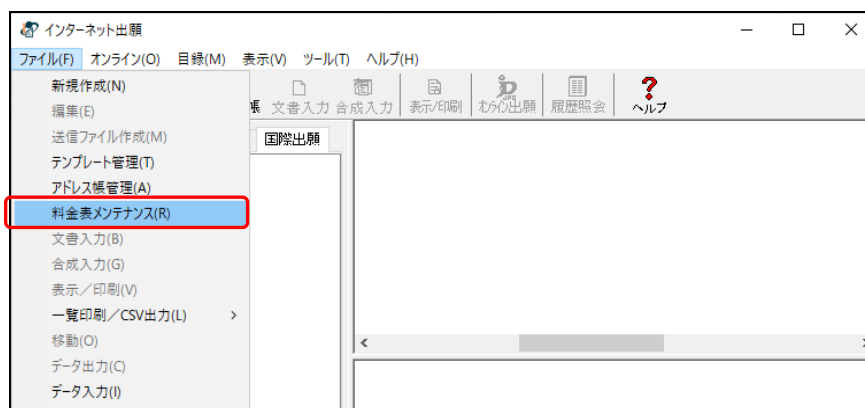 インターネット出願
ファイル(F) オンライン(O) 目録(M) 表示(V) ツール(T) ヘルプ(H)
新規作成(N)
編集(E)
送信ファイル作成(M)
テンプレート管理(T)
アドレス帳管理(A)
料金表メンテナンス(R)
文書入力(B)
合成入力(G)
表示／印刷(V)
一覧印刷／CSV出力(L)
移動(O)
データ出力(C)
データ入力(I)
帳 文書入力 合成入力 表示/印刷 オンライン出願 履歴照会 ヘルプ
国際出願